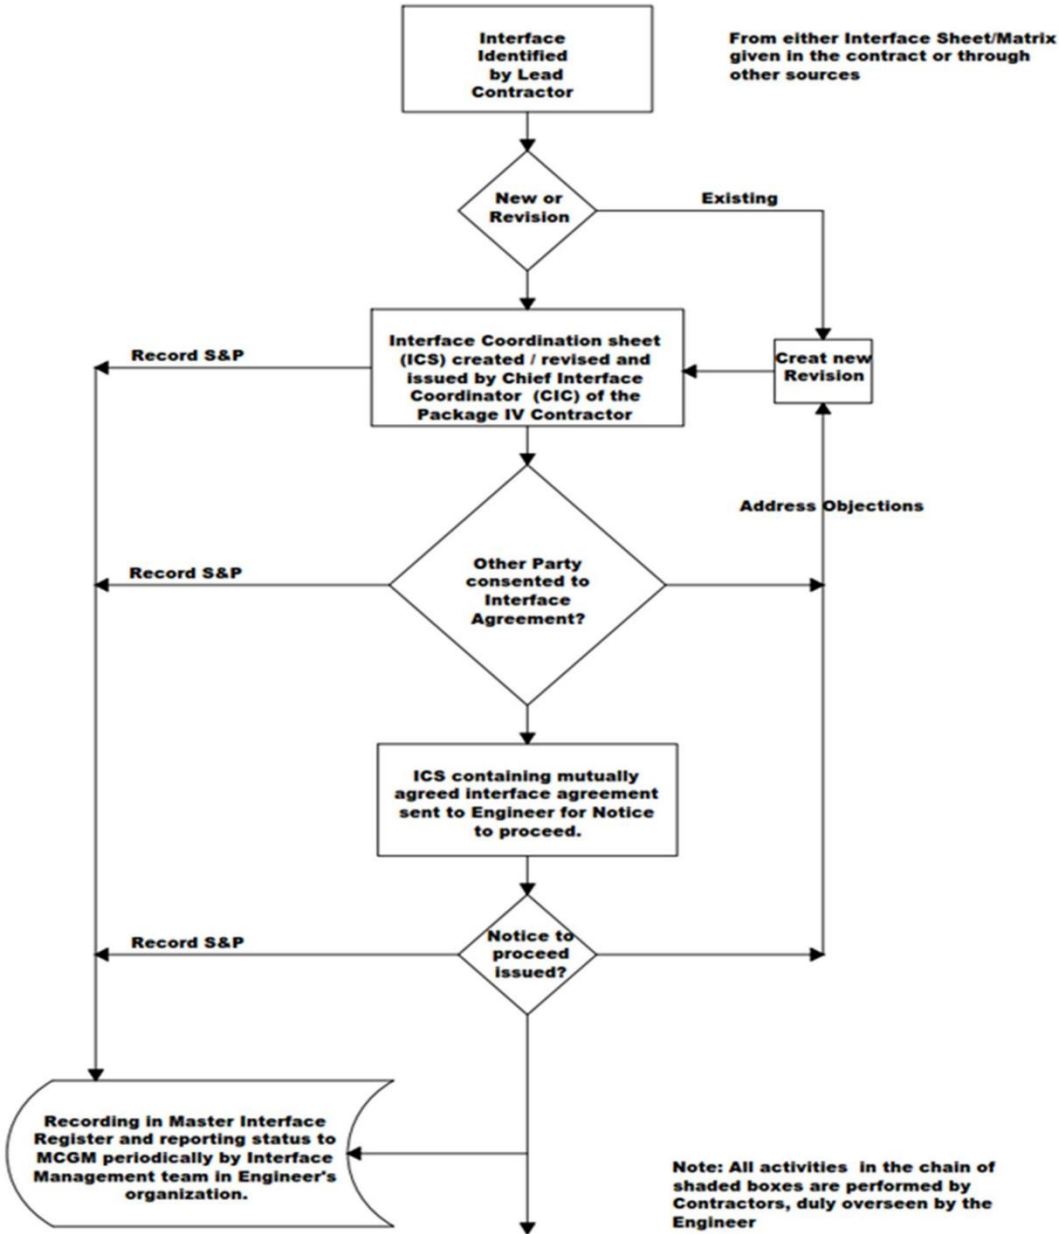 Interface
Identified
by Lead
Contractor
From either Interface Sheet/Matrix
given in the contract or through
other sources
New or
Revision
Existing
Interface Coordination sheet
(ICS) created / revised and
issued by Chief Interface
Coordinator (CIC) of the
Package IV Contractor
Record S&P
Creat new
Revision
Address Objections
Other Party
consented to
Interface
Agreement?
Record S&P
ICS containing mutually
agreed interface agreement
sent to Engineer for Notice
to proceed.
Notice to
proceed
issued?
Record S&P
Recording in Master Interface
Register and reporting status to
MCGM periodically by Interface
Management team in Engineer's
organization.
Note: All activities in the chain of
shaded boxes are performed by
Contractors, duly overseen by the
Engineer